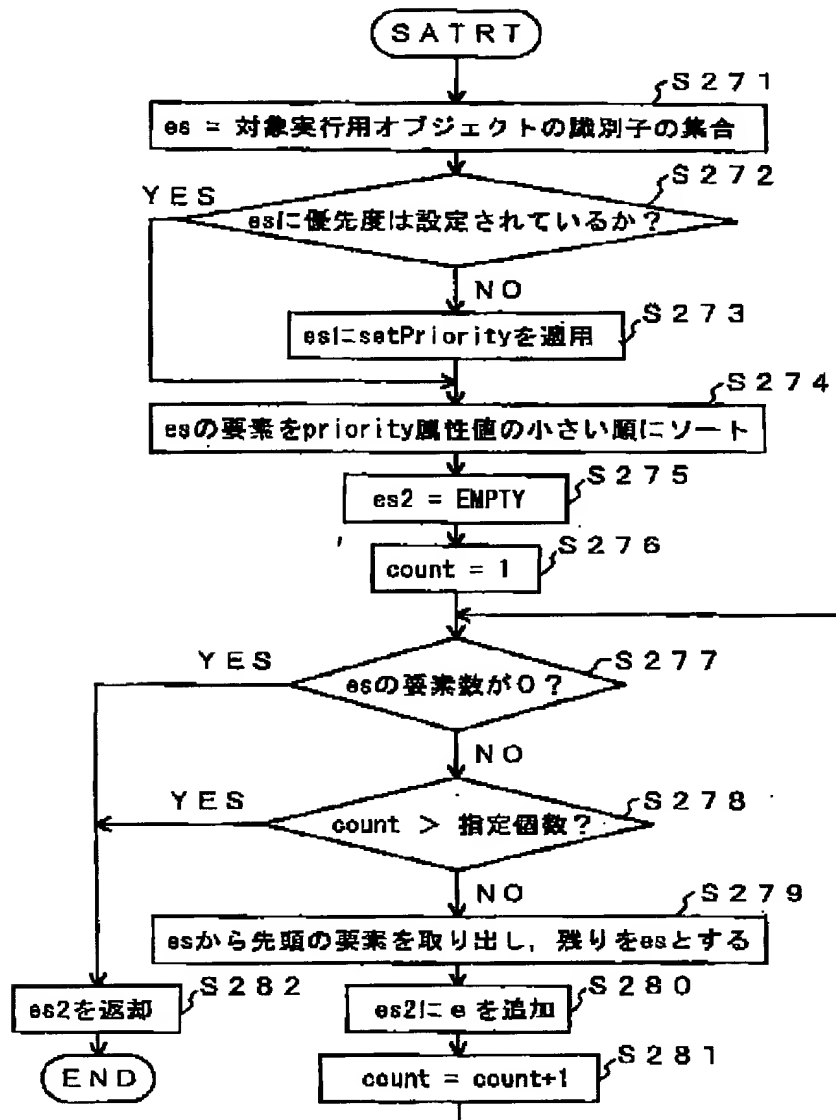 SATRT
S271
es = 対象実行用オブジェクトの識別子の集合
S272
YES
esに優先度は設定されているか?
NO
S273
esにsetPriorityを適用
S274
esの要素をpriority属性値の小さい順にソート
S275
es2 = EMPTY
S276
count = 1
YES
S277
esの要素数が0?
NO
YES
S278
count > 指定個数?
NO
S279
esから先頭の要素を取り出し,残りをesとする
S282
es2を返却
S280
es2にeを追加
S281
END
count = count+1